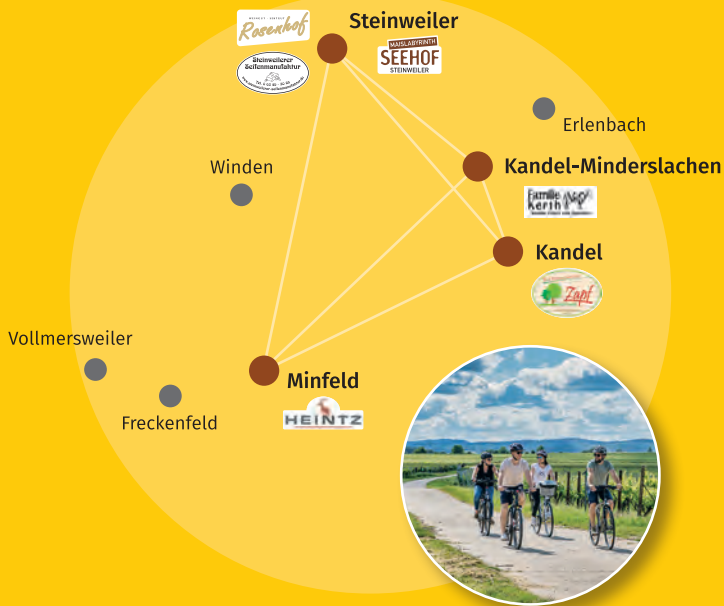 Steinweiler
Rosenhof
MAISLABYRINTH
SEEHOF
STEINWEILER
Steinweilerer
Seifenmanufaktur
Erlenbach
Winden
Kandel-Minderslachen
Familie
Kerth
Kandel
Zapf
Vollmersweiler
Minfeld
HEINTZ
Freckenfeld